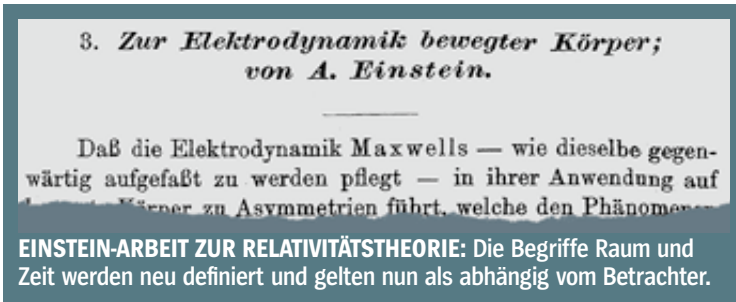 3. Zur Elektrodynamik bewegter Körper;
von A. Einstein.
Daß die Elektrodynamik Maxwells — wie dieselbe gegen-
wärtig aufgefaßt zu werden pflegt — in ihrer Anwendung auf
Körper zu Asymmetrien führt, welche den
EINSTEIN-ARBEIT ZUR RELATIVITÄTSTHEORIE: Die Begriffe Raum und
Zeit werden neu definiert und gelten nun als abhängig vom Betrachter.